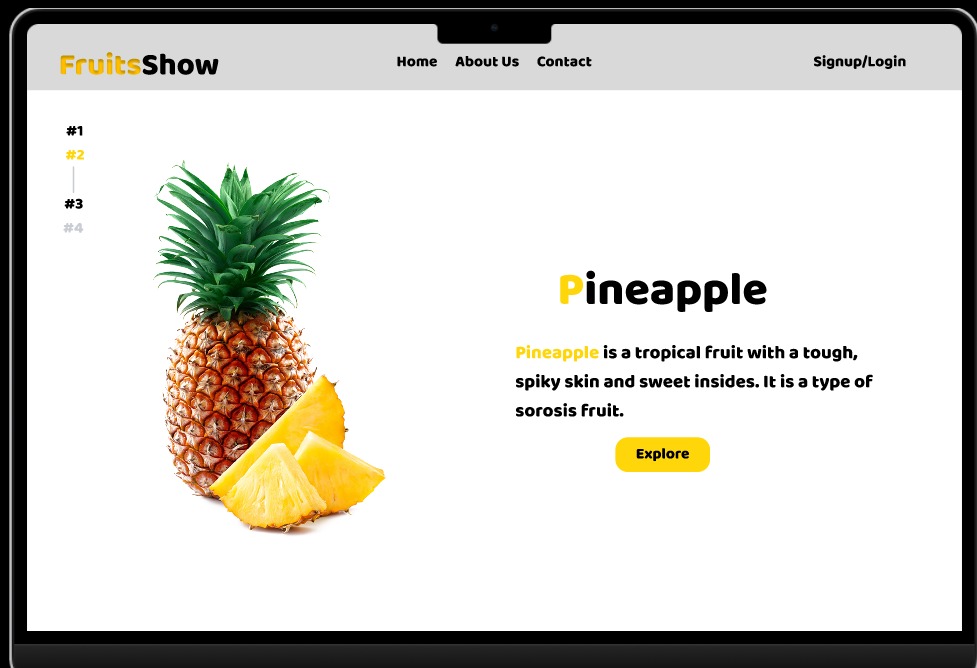 FruitsShow
Home About Us Contact
Signup/Login
#1
#2
#3
#4
Pineapple
Pineapple is a tropical fruit with a tough,
spiky skin and sweet insides. It is a type of
sorosis fruit.
Explore